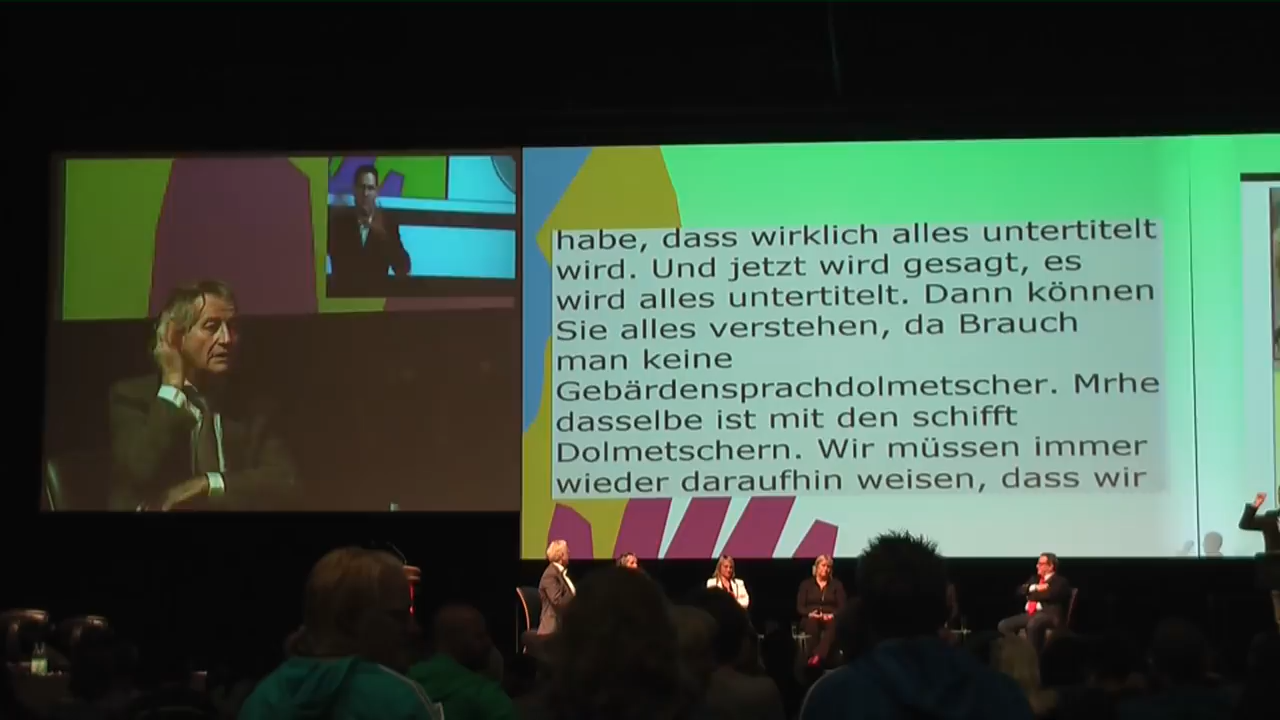 habe, dass wirklich alles untertitelt
wird. Und jetzt wird gesagt, es
wird alles untertitelt. Dann können
Sie alles verstehen, da Brauch
man keine
Gebärdensprachdolmetscher. Mrhe
dasselbe ist mit den schifft
Dolmetschern. Wir müssen immer
wieder daraufhin weisen, dass wir